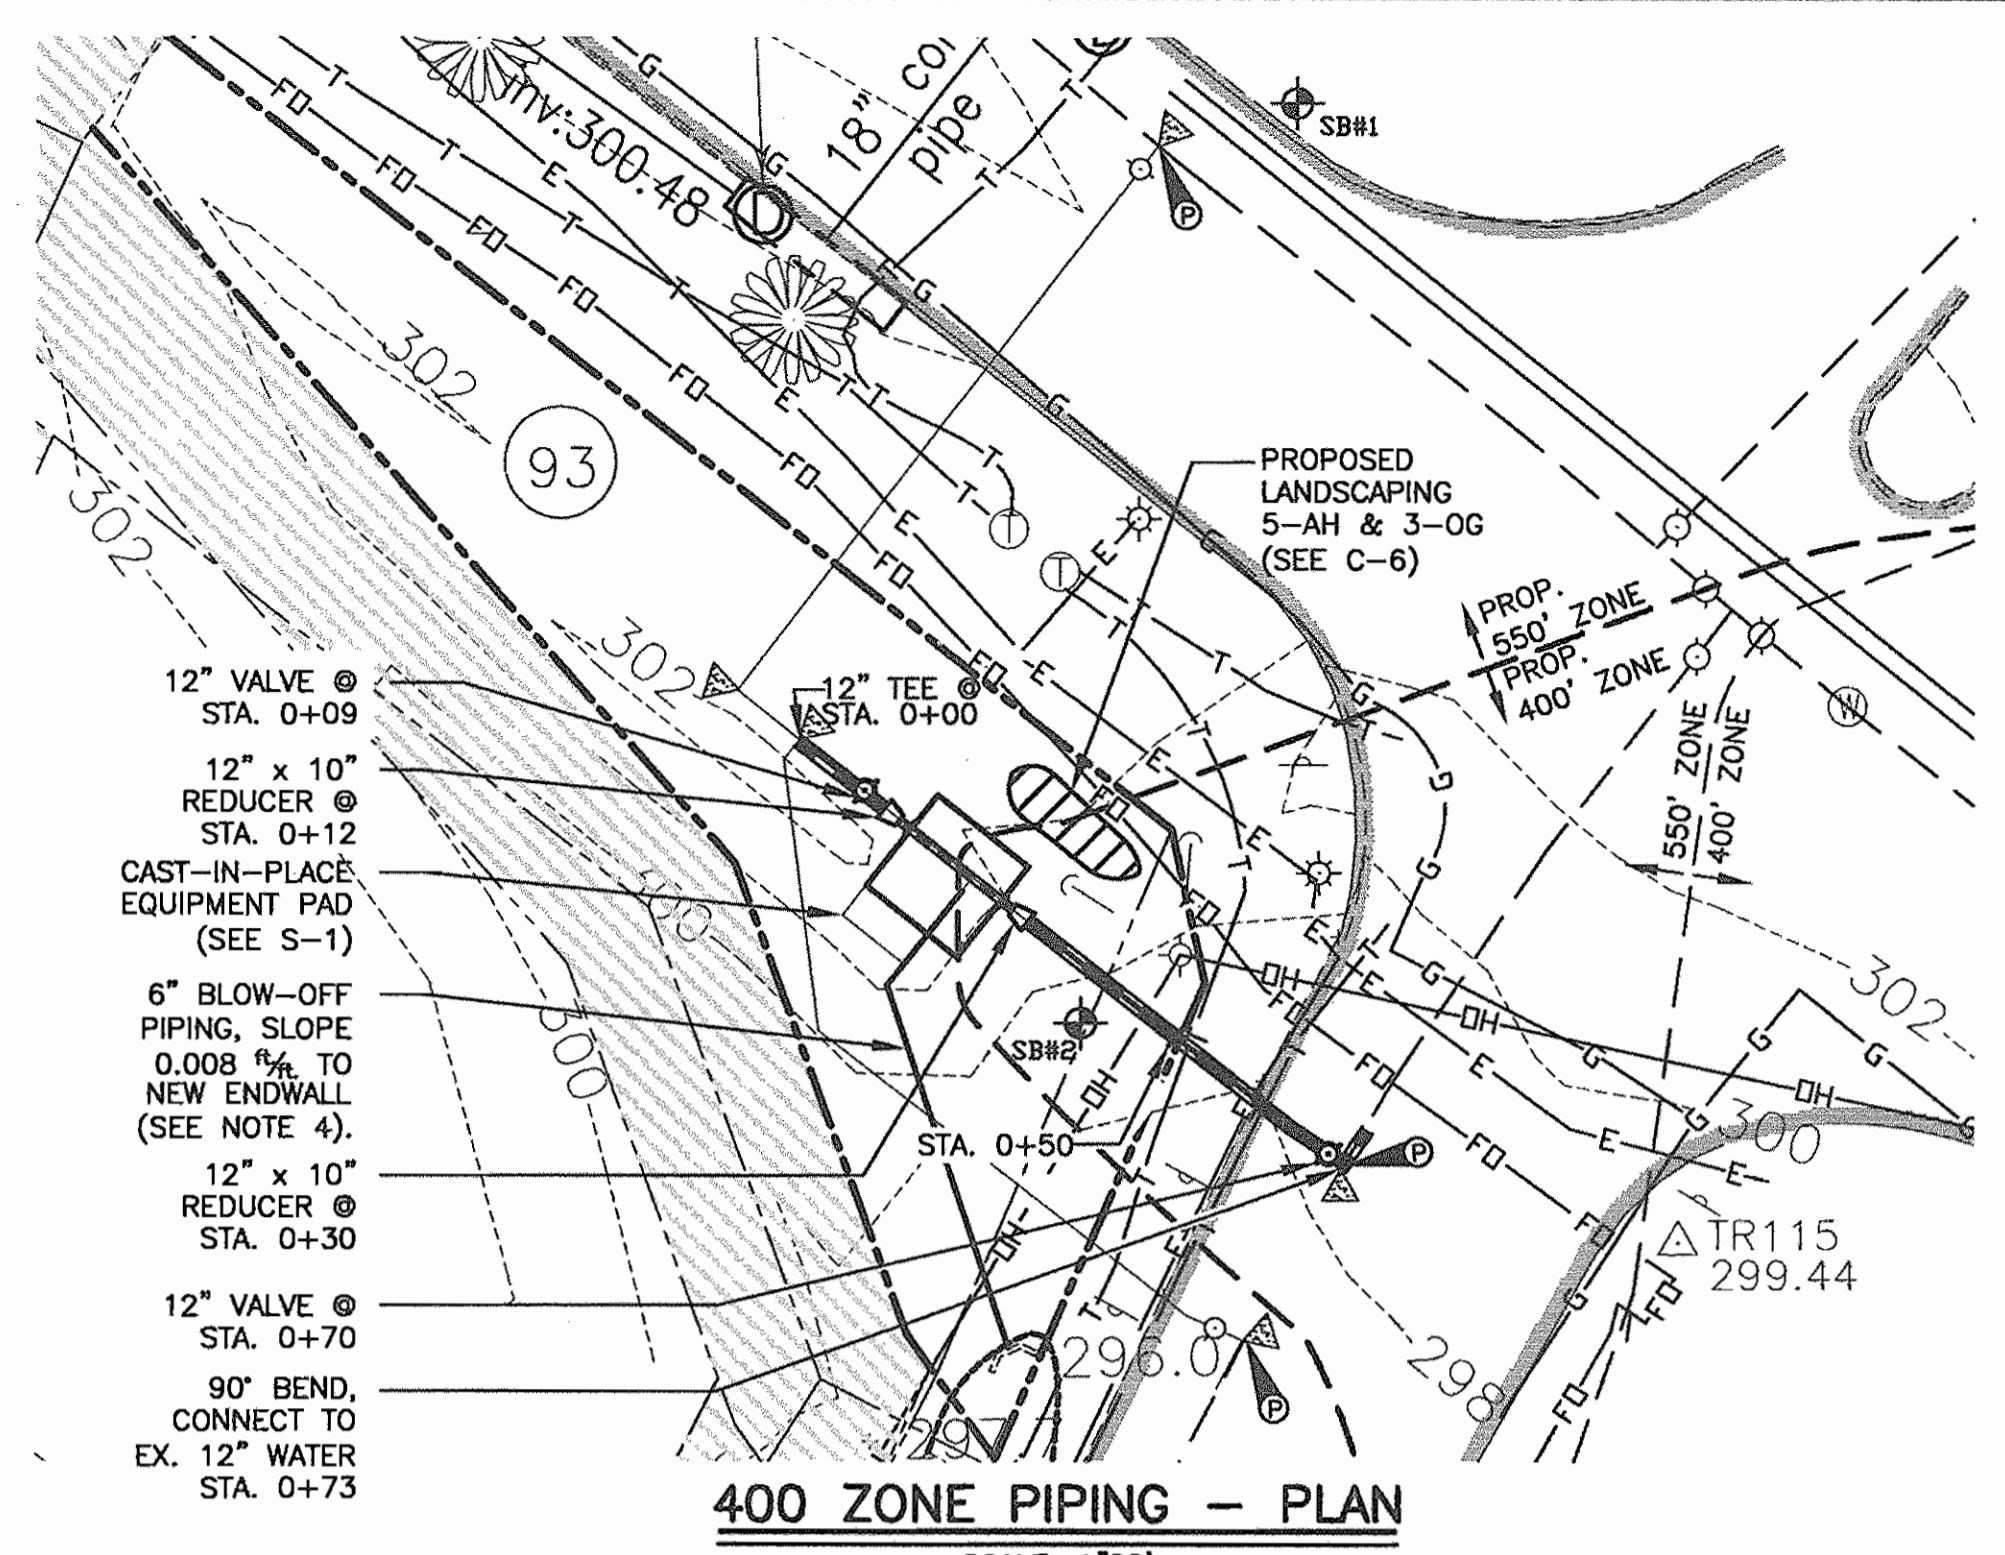 inv:300.48
18" co
pipe
SB#1
302
93
302
302
PROPOSED
LANDSCAPING
5-AH & 3-OG
(SEE C-6)
PROP.
550' ZONE
PROP.
400' ZONE
550' ZONE
400' ZONE
W
12" VALVE @
STA. 0+09
12" TEE @
STA. 0+00
12" x 10"
REDUCER @
STA. 0+12
CAST-IN-PLACE
EQUIPMENT PAD
(SEE S-1)
6" BLOW-OFF
PIPING, SLOPE
0.008 ft/ft. TO
NEW ENDWALL
(SEE NOTE 4).
12" x 10"
REDUCER @
STA. 0+30
12" VALVE @
STA. 0+70
90° BEND,
CONNECT TO
EX. 12" WATER
STA. 0+73
300
SB#2
STA. 0+50
302
300
TR115
299.44
296.0
298
400 ZONE PIPING - PLAN